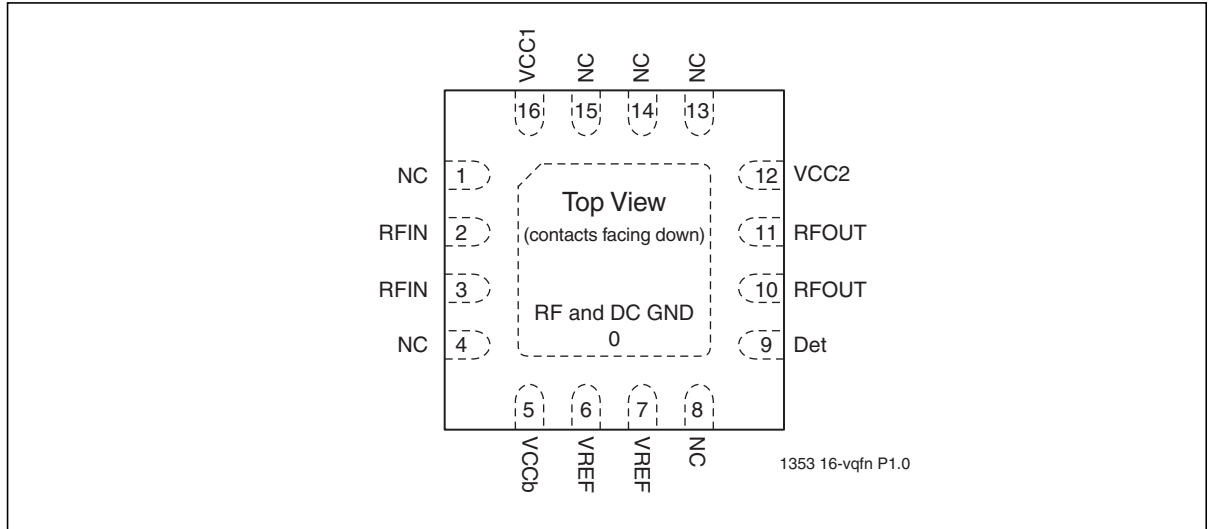 VCC1
NC
NC
NC
16
15
14
13
NC
1
12
VCC2
Top View
RFIN
2
(contacts facing down)
11
RFOUT
RFIN
3
10
RFOUT
RF and DC GND
NC
4
0
9
Det
5
6
7
8
VCCb
VREF
VREF
NC
1353 16-vqfn P1.0